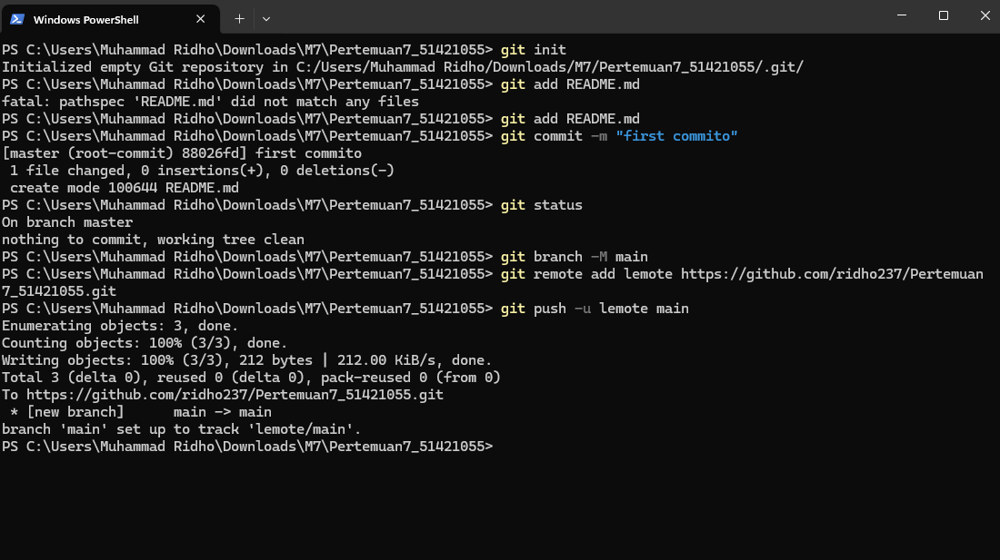 Windows PowerShell
PS C:\Users\Muhammad Ridho\Downloads\M7\Pertemuan7_51421055> git init
Initialized empty Git repository in C:/Users/Muhammad Ridho/Downloads/M7/Pertemuan7_51421055/.git/
PS C:\Users\Muhammad Ridho\Downloads\M7\Pertemuan7_51421055> git add README.md
fatal: pathspec 'README.md' did not match any files
PS C:\Users\Muhammad Ridho\Downloads\M7\Pertemuan7_51421055> git add README.md
PS C:\Users\Muhammad Ridho\Downloads\M7\Pertemuan7_51421055> git commit -m "first commito"
[master (root-commit) 88026fd] first commito
 1 file changed, 0 insertions(+), 0 deletions(-)
 create mode 100644 README.md
PS C:\Users\Muhammad Ridho\Downloads\M7\Pertemuan7_51421055> git status
On branch master
nothing to commit, working tree clean
PS C:\Users\Muhammad Ridho\Downloads\M7\Pertemuan7_51421055> git branch -M main
PS C:\Users\Muhammad Ridho\Downloads\M7\Pertemuan7_51421055> git remote add lemote https://github.com/ridho237/Pertemuan
7_51421055.git
PS C:\Users\Muhammad Ridho\Downloads\M7\Pertemuan7_51421055> git push -u lemote main
Enumerating objects: 3, done.
Counting objects: 100% (3/3), done.
Writing objects: 100% (3/3), 212 bytes | 212.00 KiB/s, done.
Total 3 (delta 0), reused 0 (delta 0), pack-reused 0 (from 0)
To https://github.com/ridho237/Pertemuan7_51421055.git
 * [new branch]      main -> main
branch 'main' set up to track 'lemote/main'.
PS C:\Users\Muhammad Ridho\Downloads\M7\Pertemuan7_51421055>